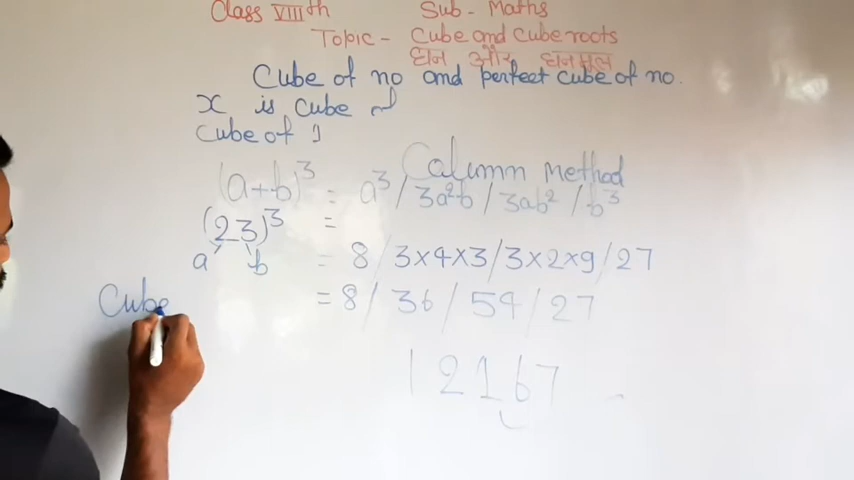 Class VIIIth Sub - Maths
Topic - Cube and Cube roots
घन और घनमूल
Cube of no and perfect cube of no.
x is cube
Cube of 1
Calumn Method
(a+b)³ = a³ / 3a²b / 3ab² / b³
(23)³ =
a b = 8 / 3×4×3 / 3×2×9 / 27
Cube = 8 / 36 / 54 / 27
12167